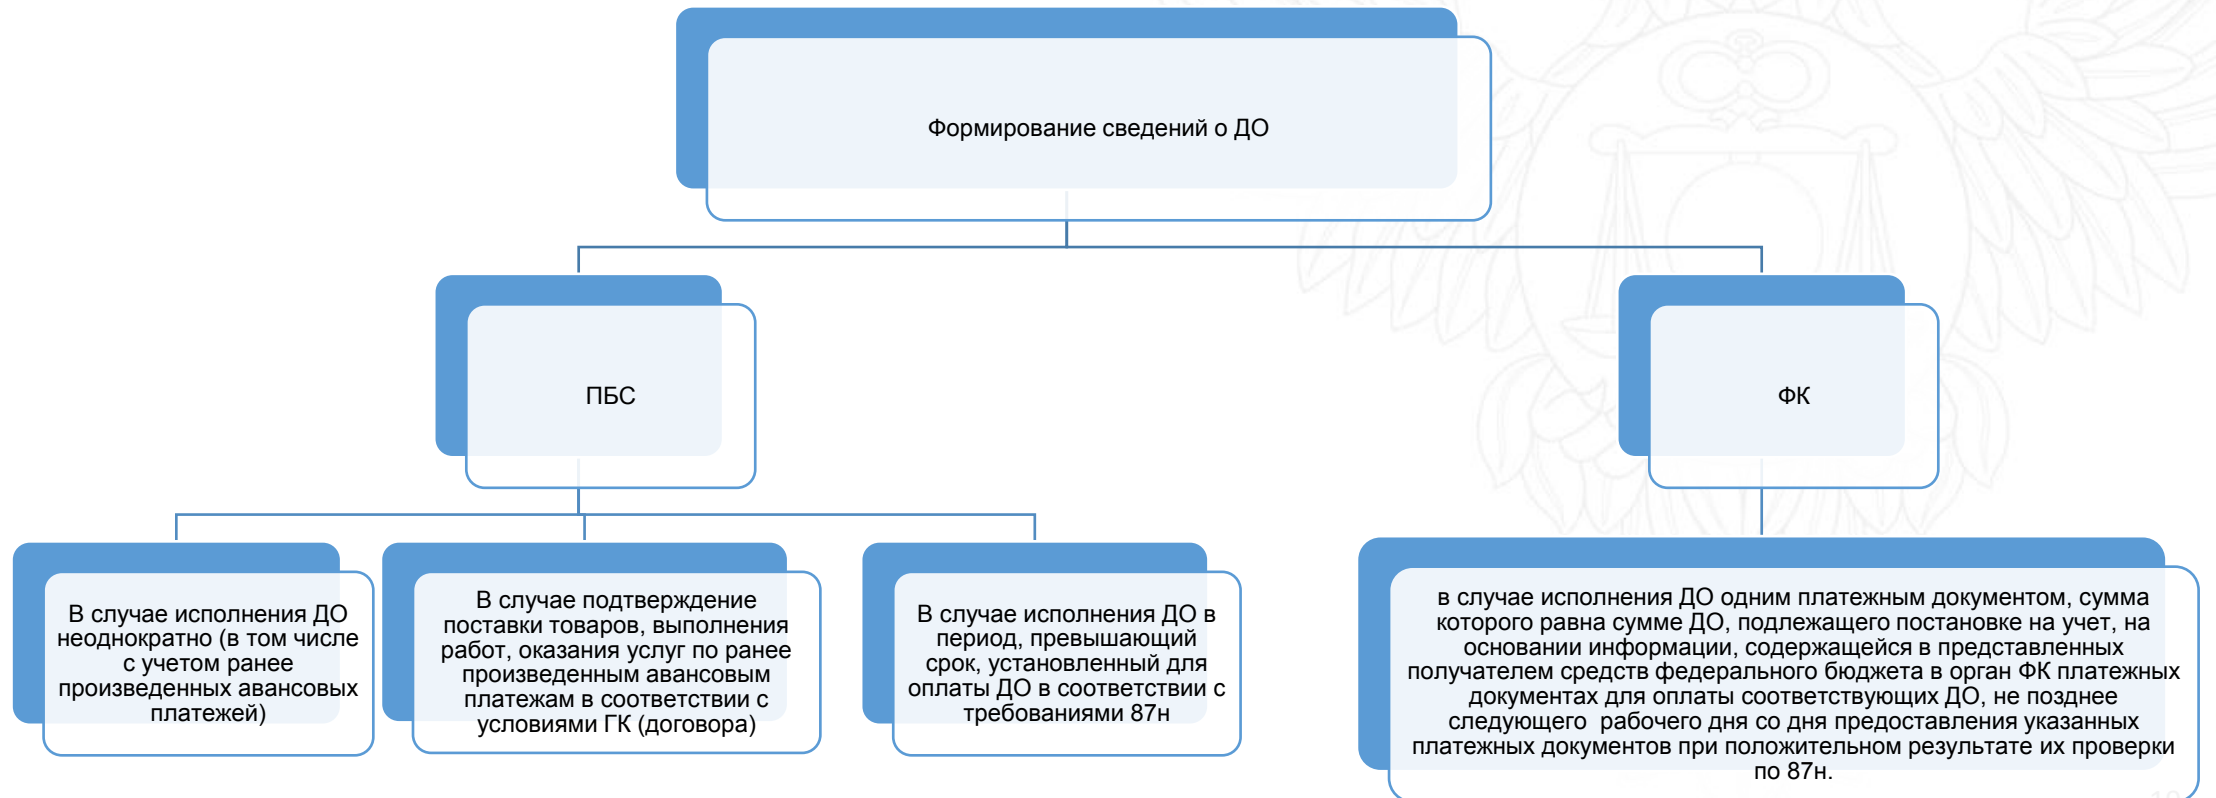 Формирование сведений о ДО
ПБС
ФК
В случае исполнения ДО
неоднократно (в том числе
с учетом ранее
произведенных авансовых
платежей)
В случае подтверждение
поставки товаров, выполнения
работ, оказания услуг по ранее
произведенным авансовым
платежам в соответствии с
условиями ГК (договора)
В случае исполнения ДО в
период, превышающий
срок, установленный для
оплаты ДО в соответствии с
требованиями 87н
в случае исполнения ДО одним платежным документом, сумма
которого равна сумме ДО, подлежащего постановке на учет, на
основании информации, содержащейся в представленных
получателем средств федерального бюджета в орган ФК платежных
документах для оплаты соответствующих ДО, не позднее
следующего  рабочего дня со дня предоставления указанных
платежных документов при положительном результате их проверки
по 87н.